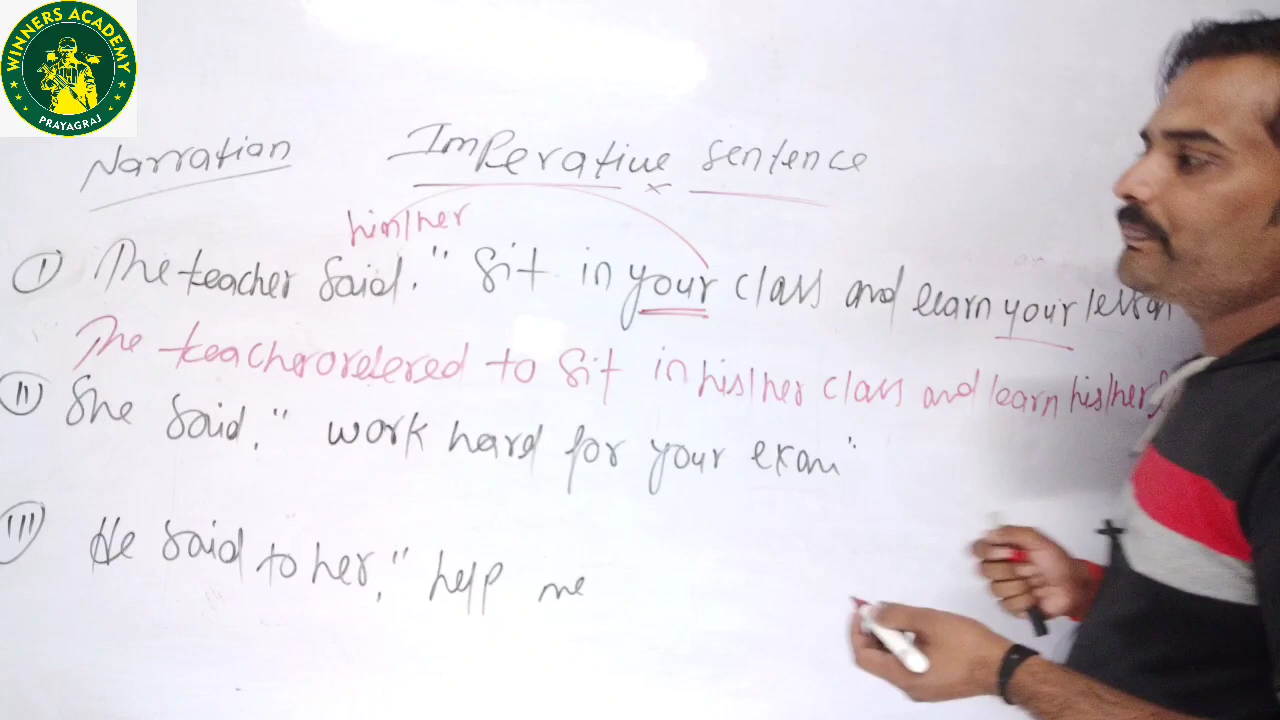 WINNERS ACADEMY
PRAYAGRAJ
Narration Imperative sentence
him/her
I) The teacher said, " Sit in your class and learn your lesson
The teacher ordered to sit in his/her class and learn his/her
II) She said," work hard for your exam"
III) He said to her," help me